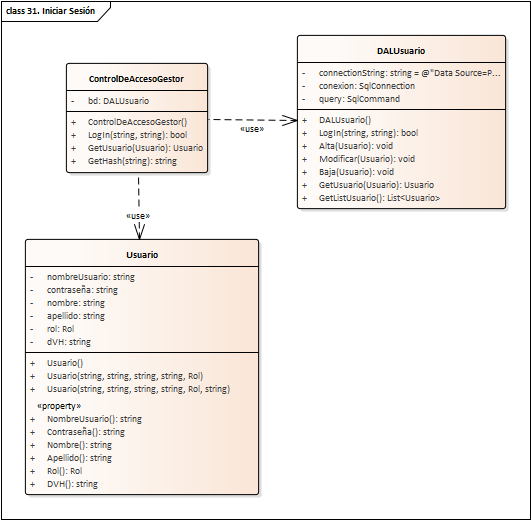 class 31. Iniciar Sesión
ControlDeAccesoGestor
- bd: DALUsuario
+ ControlDeAccesoGestor()
+ LogIn(string, string): bool
+ GetUsuario(Usuario): Usuario
+ GetHash(string): string
«use»
DALUsuario
- connectionString: string = @"Data Source=P...
- conexion: SqlConnection
- query: SqlCommand
+ DALUsuario()
+ LogIn(string, string): bool
+ Alta(Usuario): void
+ Modificar(Usuario): void
+ Baja(Usuario): void
+ GetUsuario(Usuario): Usuario
+ GetListUsuario(): List<Usuario>
«use»
Usuario
- nombreUsuario: string
- contraseña: string
- nombre: string
- apellido: string
- rol: Rol
- dVH: string
+ Usuario()
+ Usuario(string, string, string, string, Rol)
+ Usuario(string, string, string, string, Rol, string)
«property»
+ NombreUsuario(): string
+ Contraseña(): string
+ Nombre(): string
+ Apellido(): string
+ Rol(): Rol
+ DVH(): string